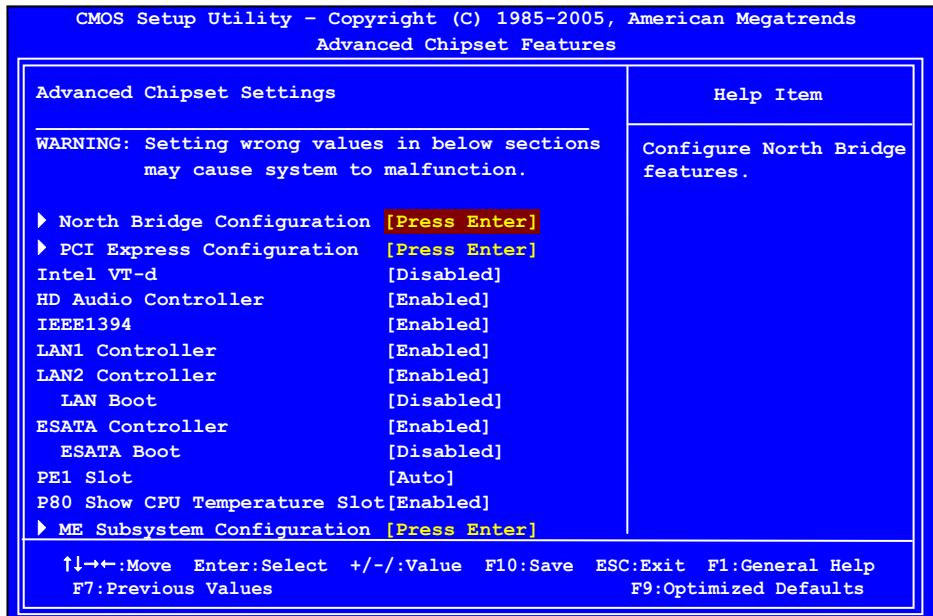 CMOS Setup Utility – Copyright (C) 1985-2005, American Megatrends
Advanced Chipset Features
Advanced Chipset Settings
Help Item
WARNING: Setting wrong values in below sections
may cause system to malfunction.
Configure North Bridge
features.
North Bridge Configuration [Press Enter]
PCI Express Configuration [Press Enter]
Intel VT-d [Disabled]
HD Audio Controller [Enabled]
IEEE1394 [Enabled]
LAN1 Controller [Enabled]
LAN2 Controller [Enabled]
LAN Boot [Disabled]
ESATA Controller [Enabled]
ESATA Boot [Disabled]
PE1 Slot [Auto]
P80 Show CPU Temperature Slot[Enabled]
ME Subsystem Configuration [Press Enter]
↑↓→←:Move Enter:Select +/-/:Value F10:Save ESC:Exit F1:General Help
F7:Previous Values F9:Optimized Defaults